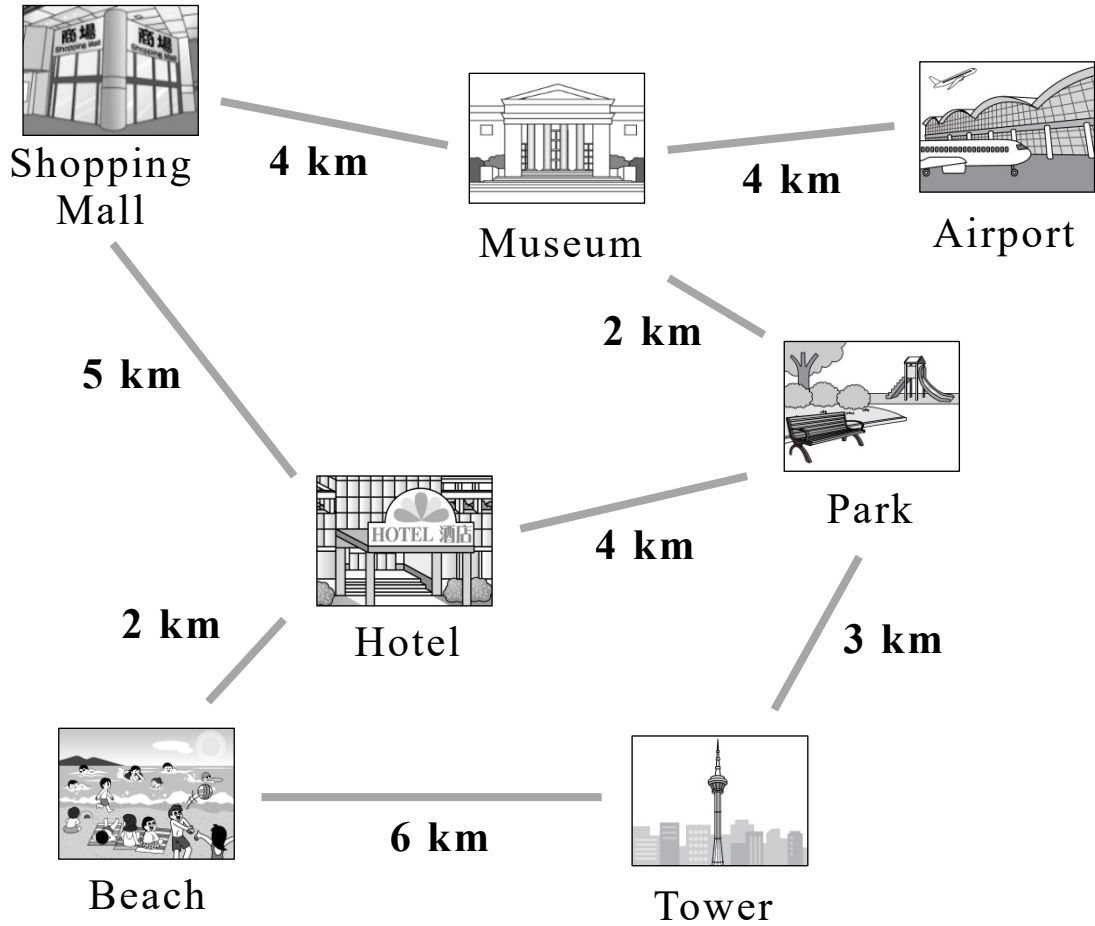 商場
Shopping Mall
商場
Shopping Mall
Shopping
Mall
4 km
Museum
4 km
Airport
5 km
2 km
Park
HOTEL 酒店
4 km
Hotel
2 km
3 km
Beach
6 km
Tower